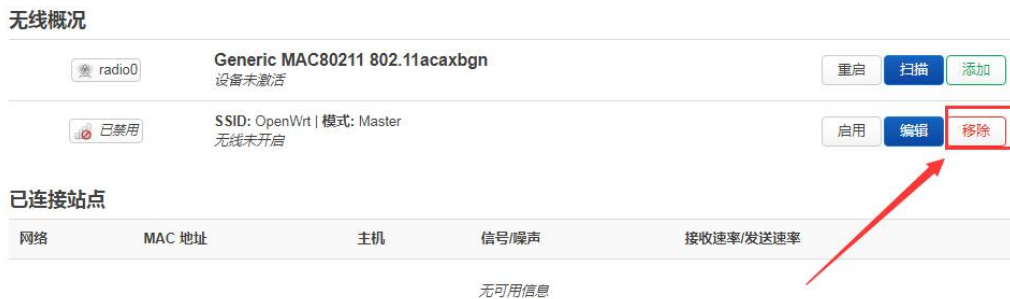 无线概况
radio0 Generic MAC80211 802.11acaxbgn 重启 扫描 添加
设备未激活
已禁用 SSID: OpenWrt | 模式: Master 启用 编辑 移除
无线未开启
已连接站点
网络 MAC 地址 主机 信号/噪声 接收速率/发送速率
无可用信息